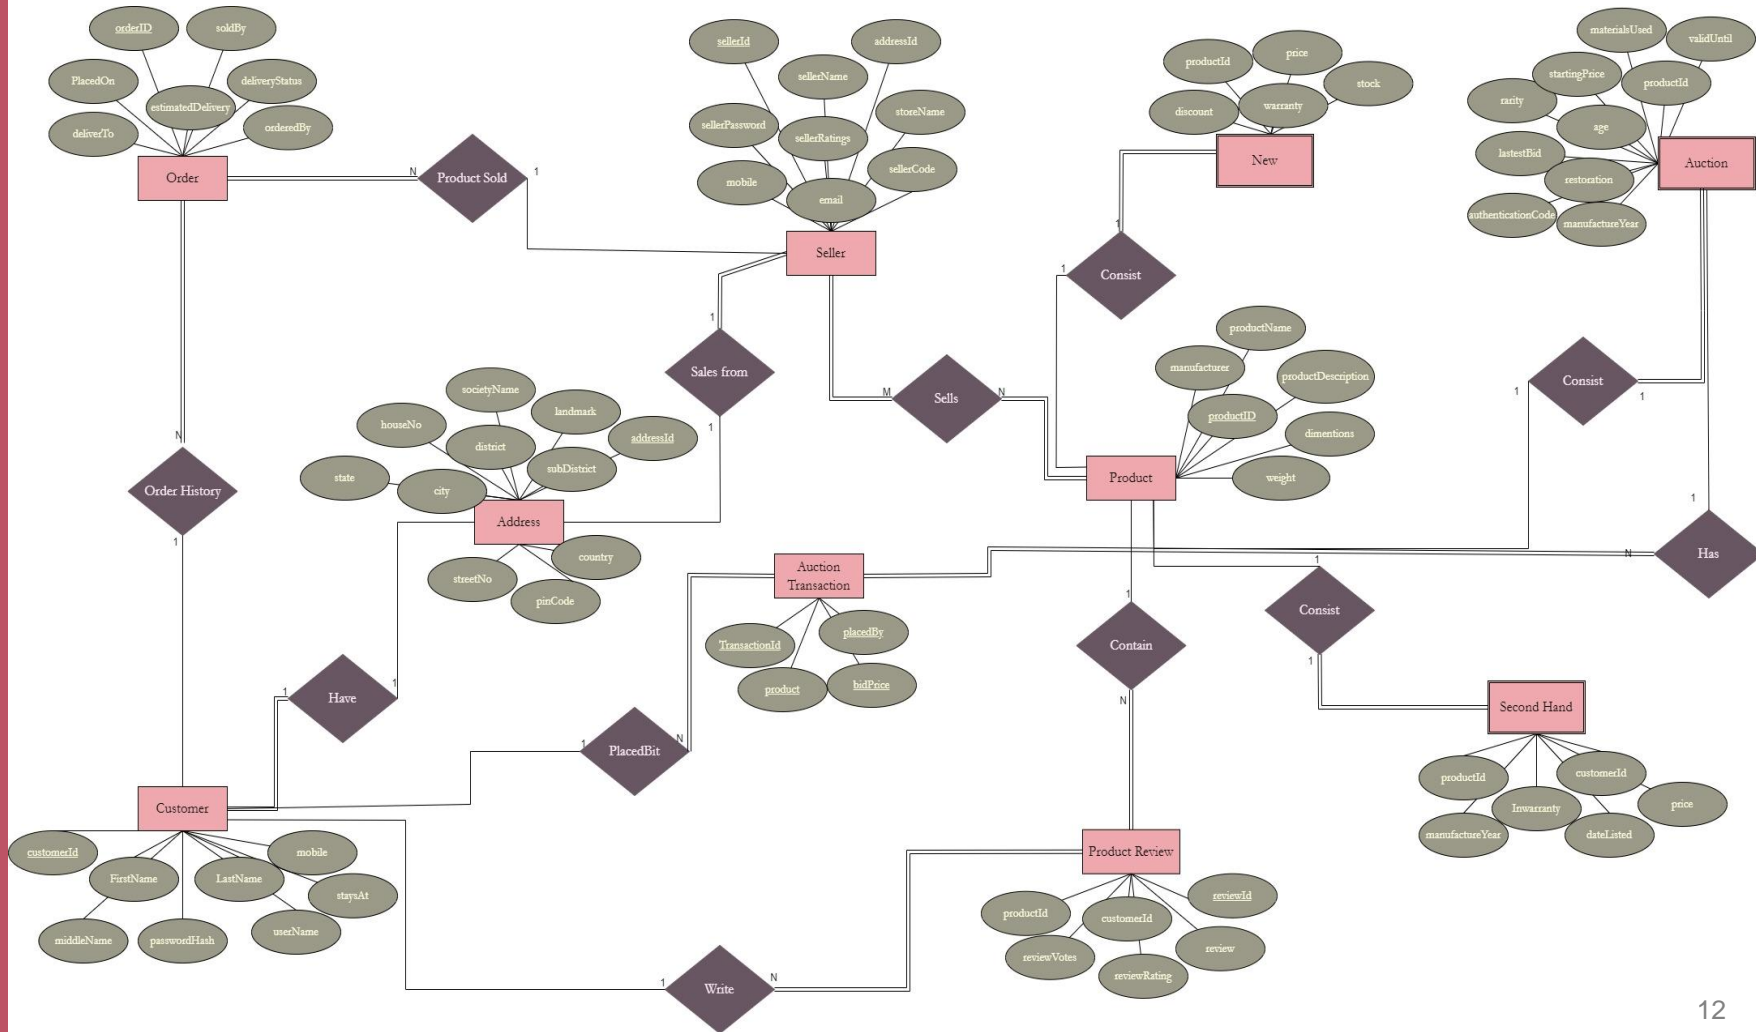 orderID
soldBy
PlacedOn
estimatedDelivery
deliveryStatus
deliverTo
orderedBy
Order
N
Product Sold
1
sellerId
addressId
sellerName
sellerPassword
sellerRatings
storeName
mobile
email
sellerCode
Seller
productId
price
stock
discount
warranty
New
1
Consist
1
materialsUsed
validUntil
startingPrice
productId
rarity
age
lastestBid
restoration
authenticationCode
manufactureYear
Auction
1
Sales from
1
M
Sells
N
productName
manufacturer
productDescription
productID
dimentions
weight
Product
1
Consist
1
N
Order History
1
societyName
landmark
houseNo
district
addressId
subDistrict
state
city
Address
country
streetNo
pinCode
Auction
Transaction
TransactionId
placedBy
product
bidPrice
1
Has
N
1
Consist
1
1
Contain
N
1
Have
1
1
PlacedBit
N
Second Hand
productId
customerId
Inwarranty
price
manufactureYear
dateListed
Customer
customerId
mobile
FirstName
LastName
staysAt
middleName
passwordHash
userName
Product Review
reviewId
productId
customerId
reviewVotes
review
reviewRating
1
Write
N
12